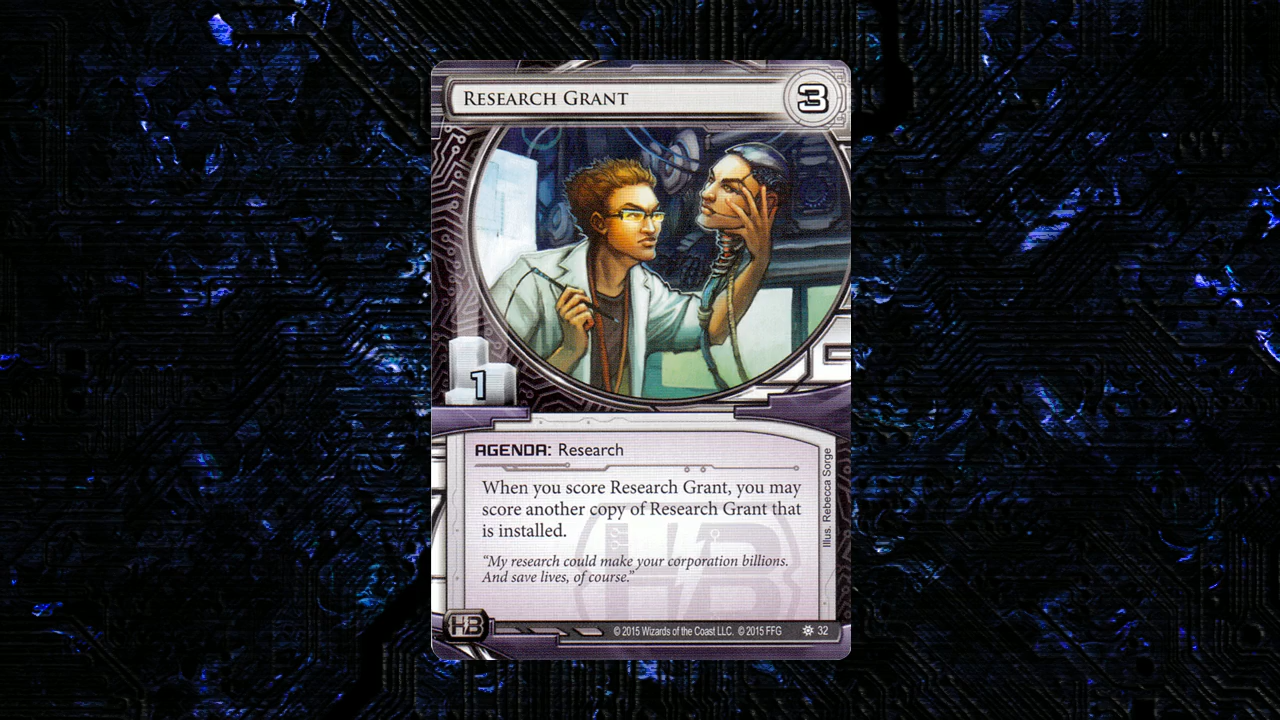 Research Grant
3
1
AGENDA: Research
When you score Research Grant, you may
score another copy of Research Grant that
is installed.
“My research could make your corporation billions.
And save lives, of course.”
Illus. Rebecca Sorge
HB
HB
© 2015 Wizards of the Coast LLC. © 2015 FFG
32